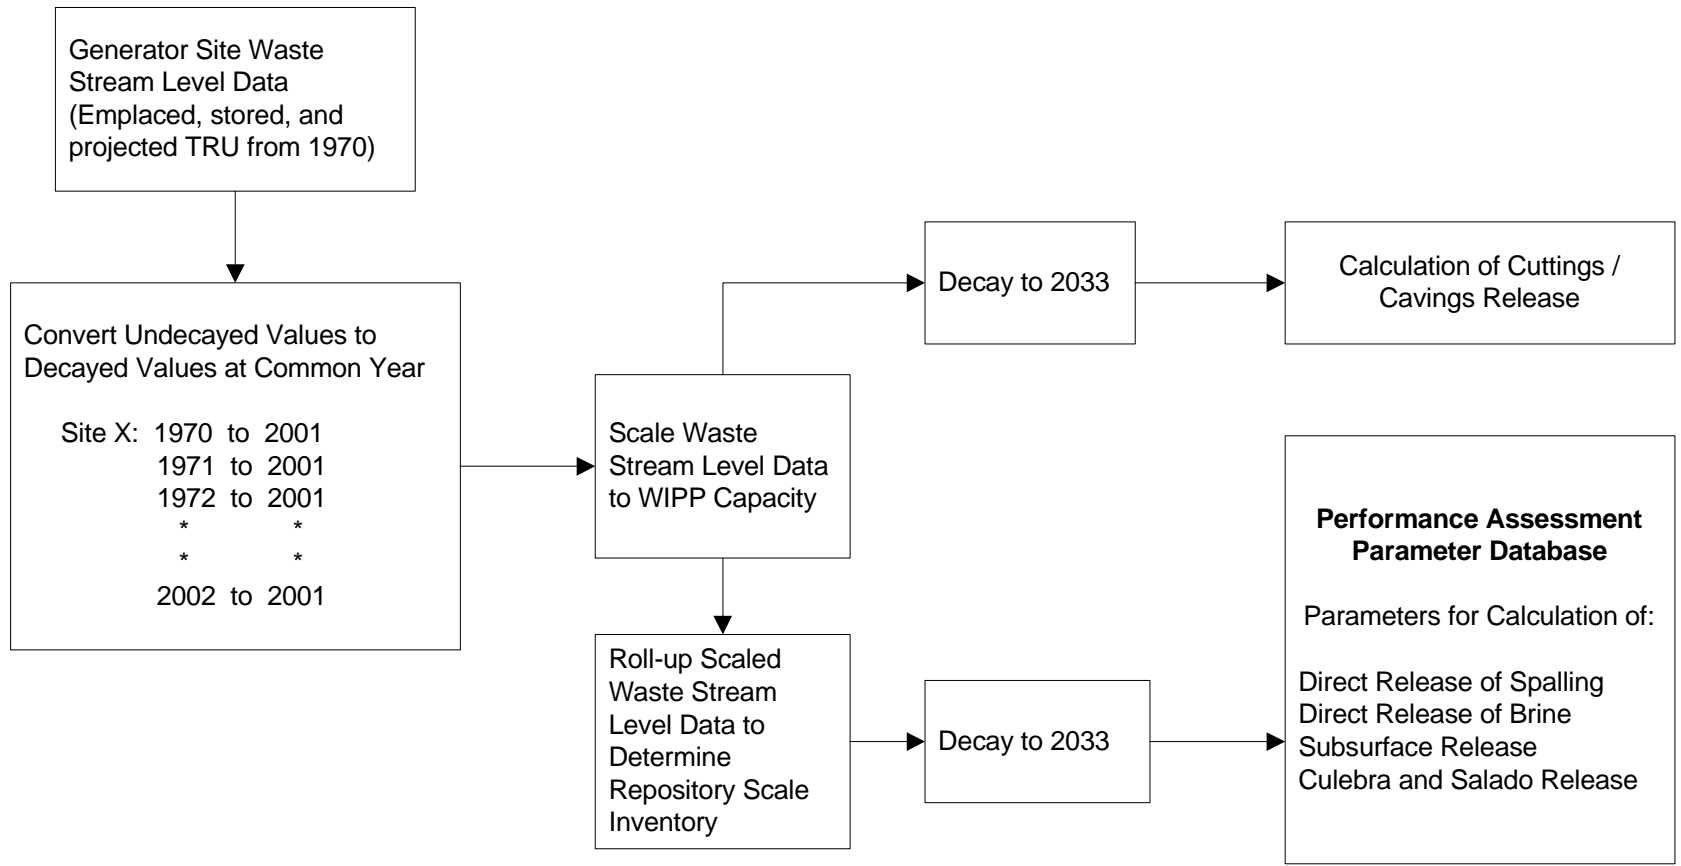 Generator Site Waste
Stream Level Data
(Emplaced, stored, and
projected TRU from 1970)
Convert Undecayed Values to
Decayed Values at Common Year
Site X: 1970 to 2001
1971 to 2001
1972 to 2001
* *
* *
2002 to 2001
Scale Waste
Stream Level Data
to WIPP Capacity
Decay to 2033
Calculation of Cuttings /
Cavings Release
Roll-up Scaled
Waste Stream
Level Data to
Determine
Repository Scale
Inventory
Decay to 2033
Performance Assessment
Parameter Database
Parameters for Calculation of:
Direct Release of Spalling
Direct Release of Brine
Subsurface Release
Culebra and Salado Release